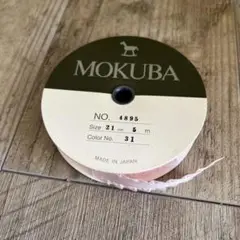 MOKUBA
NO. 4895
Size 21 mm 5 m
Color No. 31
MADE IN JAPAN